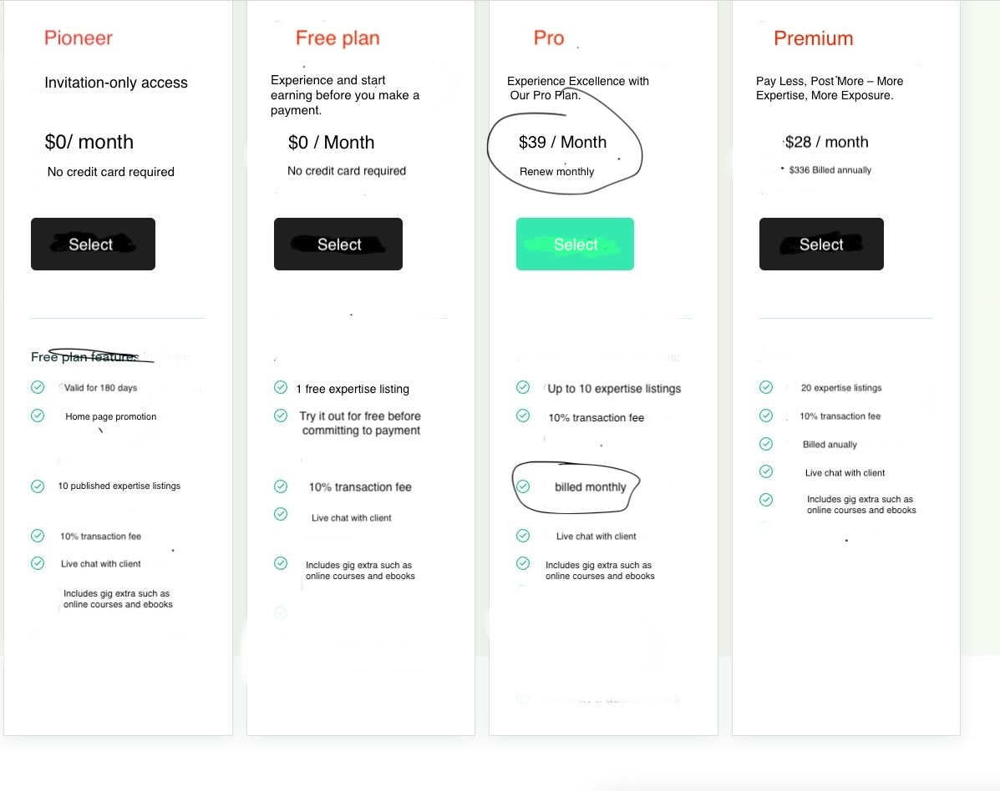 Pioneer
Invitation-only access
$0/ month
No credit card required
Select
Free plan features
Valid for 180 days
Home page promotion
10 published expertise listings
10% transaction fee
Live chat with client
Includes gig extra such as
online courses and ebooks
Free plan
Experience and start
earning before you make a
payment.
$0 / Month
No credit card required
Select
1 free expertise listing
Try it out for free before
committing to payment
10% transaction fee
Live chat with client
Includes gig extra such as
online courses and ebooks
Pro
Experience Excellence with
Our Pro Plan.
$39 / Month
Renew monthly
Select
Up to 10 expertise listings
10% transaction fee
billed monthly
Live chat with client
Includes gig extra such as
online courses and ebooks
Premium
Pay Less, Post More – More
Expertise, More Exposure.
$28 / month
$336 Billed annually
Select
20 expertise listings
10% transaction fee
Billed anually
Live chat with client
Includes gig extra such as
online courses and ebooks